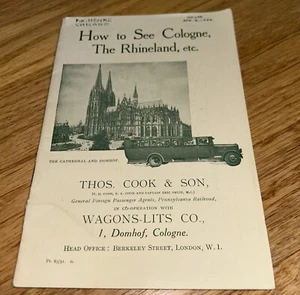 How to See Cologne,
The Rhineland, etc.
THE CATHEDRAL AND DOMHOF.
THOS. COOK & SON,
General Foreign Passenger Agents, Pennsylvania Railroad,
IN CO-OPERATION WITH
WAGONS-LITS CO.,
1, Domhof, Cologne.
HEAD OFFICE: BERKELEY STREET, LONDON, W.1.